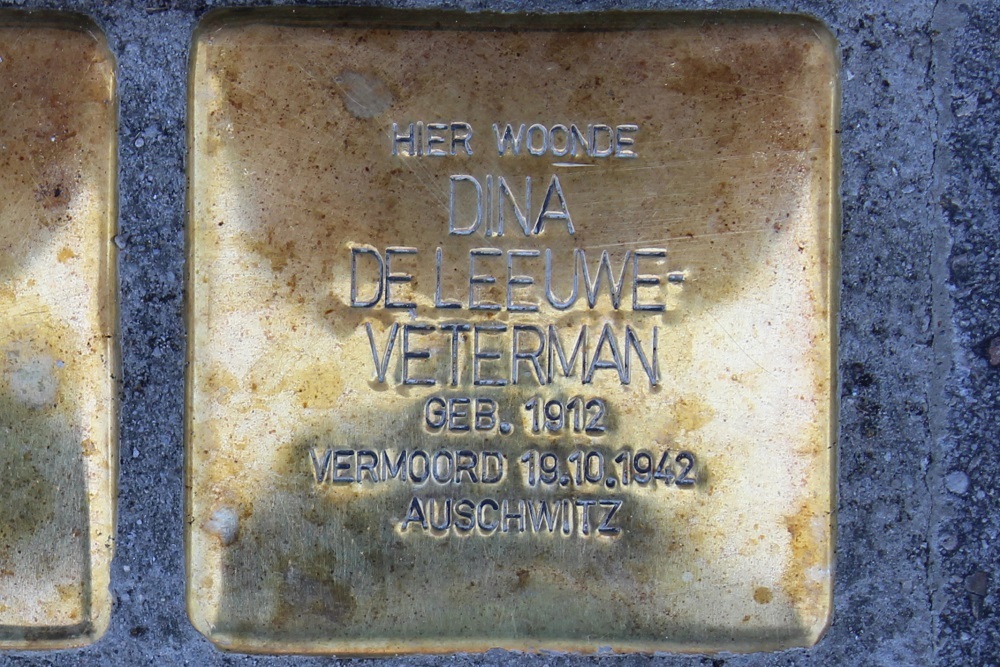 HIER WOONDE
DINA
DE LEEUWE-
VETERMAN
GEB. 1912
VERMOORD 19.10.1942
AUSCHWITZ